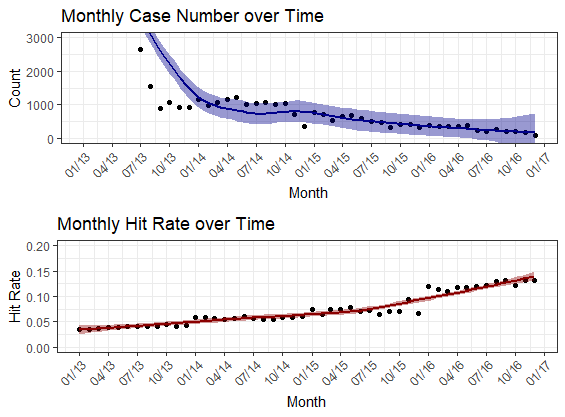 Monthly Case Number over Time
3000
2000
1000
0
Count
01/13 04/13 07/13 10/13 01/14 04/14 07/14 10/14 01/15 04/15 07/15 10/15 01/16 04/16 07/16 10/16 01/17
Month
Monthly Hit Rate over Time
0.20
0.15
0.10
0.05
0.00
Hit Rate
01/13 04/13 07/13 10/13 01/14 04/14 07/14 10/14 01/15 04/15 07/15 10/15 01/16 04/16 07/16 10/16 01/17
Month